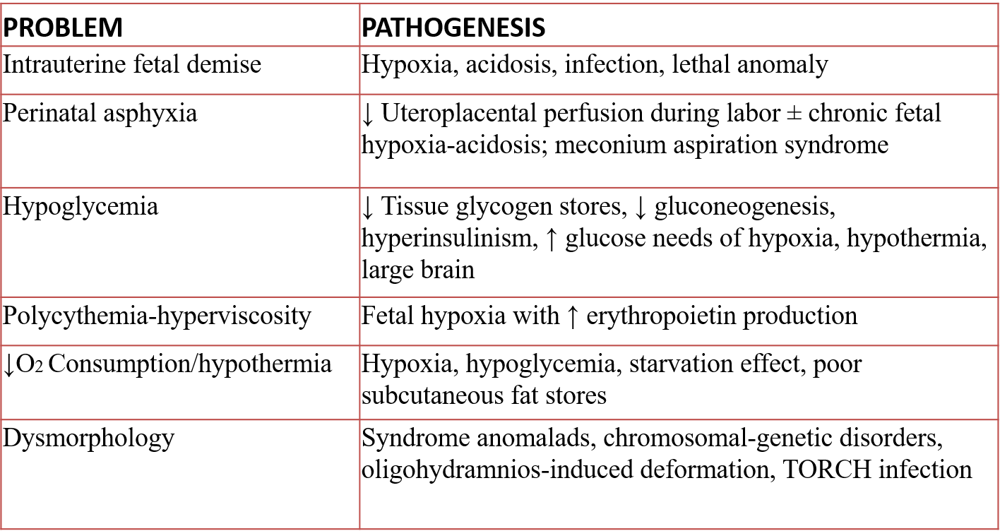 PROBLEM
PATHOGENESIS
Intrauterine fetal demise
Hypoxia, acidosis, infection, lethal anomaly
Perinatal asphyxia
↓ Uteroplacental perfusion during labor ± chronic fetal
hypoxia-acidosis; meconium aspiration syndrome
Hypoglycemia
↓ Tissue glycogen stores, ↓ gluconeogenesis,
hyperinsulinism, ↑ glucose needs of hypoxia, hypothermia,
large brain
Polycythemia-hyperviscosity
Fetal hypoxia with ↑ erythropoietin production
↓O2 Consumption/hypothermia
Hypoxia, hypoglycemia, starvation effect, poor
subcutaneous fat stores
Dysmorphology
Syndrome anomalads, chromosomal-genetic disorders,
oligohydramnios-induced deformation, TORCH infection